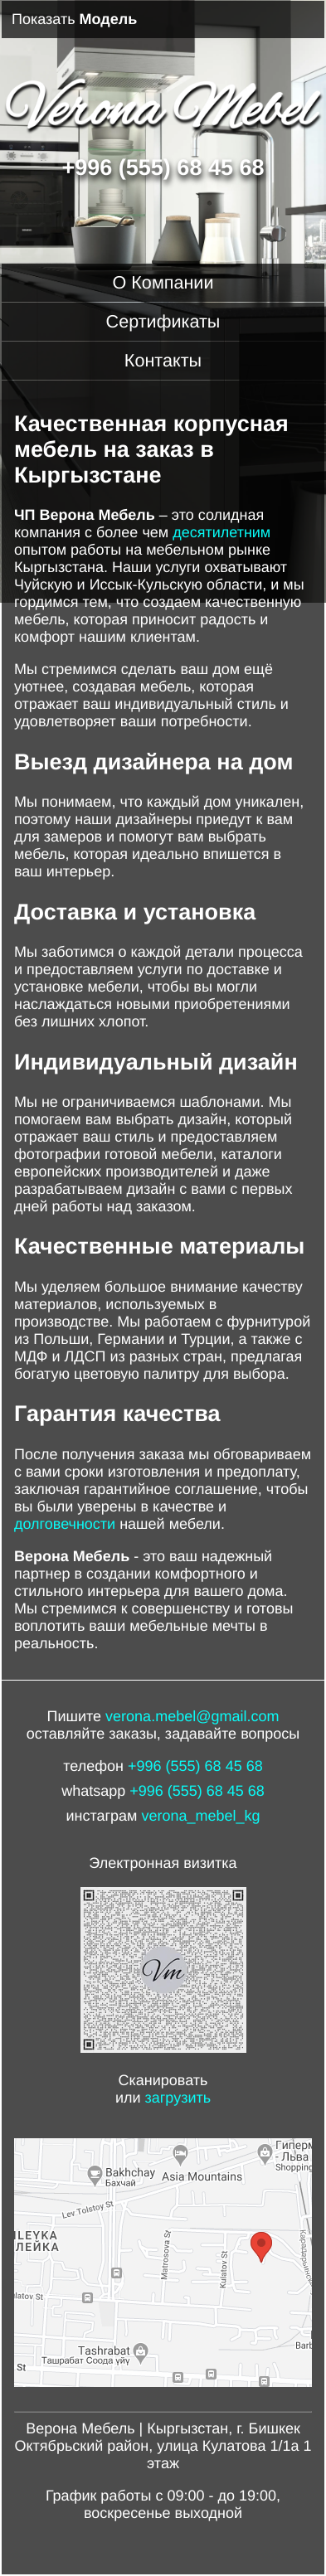 Показать Модель
Verona Mebel
+996 (555) 68 45 68
О Компании
Сертификаты
Контакты
Качественная корпусная
мебель на заказ в
Кыргызстане
ЧП Верона Мебель – это солидная
компания с более чем десятилетним
опытом работы на мебельном рынке
Кыргызстана. Наши услуги охватывают
Чуйскую и Иссык-Кульскую области, и мы
гордимся тем, что создаем качественную
мебель, которая приносит радость и
комфорт нашим клиентам.
Мы стремимся сделать ваш дом ещё
уютнее, создавая мебель, которая
отражает ваш индивидуальный стиль и
удовлетворяет ваши потребности.
Выезд дизайнера на дом
Мы понимаем, что каждый дом уникален,
поэтому наши дизайнеры приедут к вам
для замеров и помогут вам выбрать
мебель, которая идеально впишется в
ваш интерьер.
Доставка и установка
Мы заботимся о каждой детали процесса
и предоставляем услуги по доставке и
установке мебели, чтобы вы могли
наслаждаться новыми приобретениями
без лишних хлопот.
Индивидуальный дизайн
Мы не ограничиваемся шаблонами. Мы
помогаем вам выбрать дизайн, который
отражает ваш стиль и предоставляем
фотографии готовой мебели, каталоги
европейских производителей и даже
разрабатываем дизайн с вами с первых
дней работы над заказом.
Качественные материалы
Мы уделяем большое внимание качеству
материалов, используемых в
производстве. Мы работаем с фурнитурой
из Польши, Германии и Турции, а также с
МДФ и ЛДСП из разных стран, предлагая
богатую цветовую палитру для выбора.
Гарантия качества
После получения заказа мы обговариваем
с вами сроки изготовления и предоплату,
заключая гарантийное соглашение, чтобы
вы были уверены в качестве и
долговечности нашей мебели.
Верона Мебель - это ваш надежный
партнер в создании комфортного и
стильного интерьера для вашего дома.
Мы стремимся к совершенству и готовы
воплотить ваши мебельные мечты в
реальность.
Пишите verona.mebel@gmail.com
оставляйте заказы, задавайте вопросы
телефон +996 (555) 68 45 68
whatsapp +996 (555) 68 45 68
инстаграм verona_mebel_kg
Электронная визитка
Vm
Сканировать
или загрузить
Гиперм
- Льва
Shopping
Bakhchay
Бахчай
Asia Mountains
Lev Tolstoy St
ILEYKA
ЛЕЙКА
Matrosova St
Kulatov St
latov St
Barb
Tashrabat
Ташрабат Соода үйү
St
Верона Мебель | Кыргызстан, г. Бишкек
Октябрьский район, улица Кулатова 1/1а 1
этаж
График работы с 09:00 - до 19:00,
воскресенье выходной